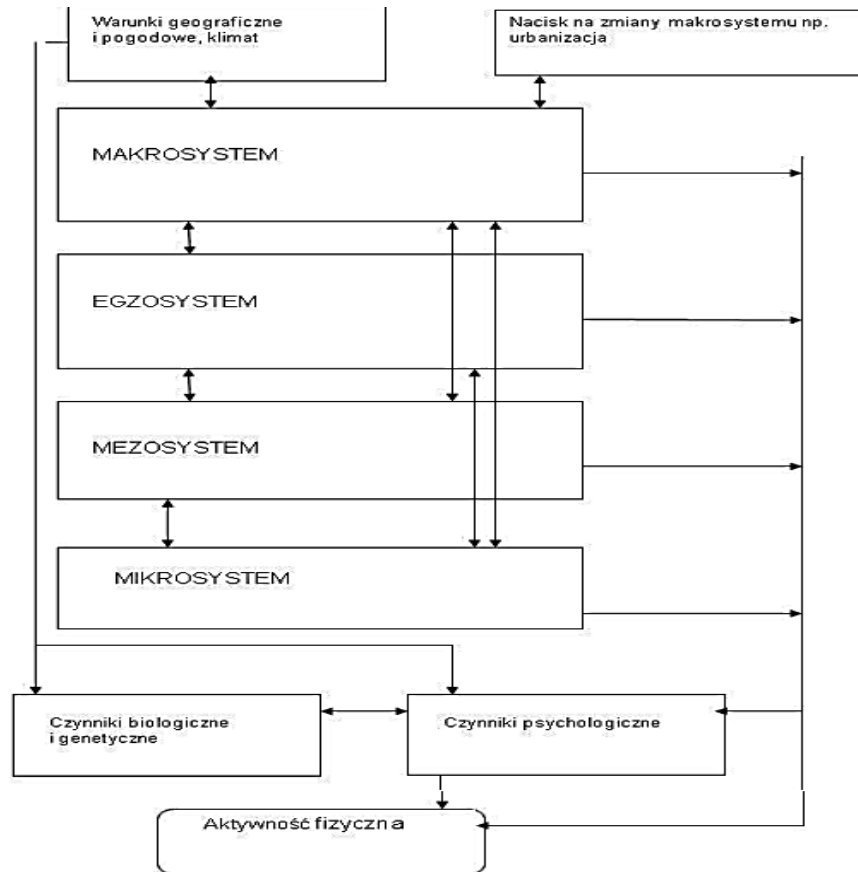 Warunki geograficzne
i pogodowe, klimat
Nacisk na zmiany makrosystemu np.
urbanizacja
MAKROSYSTEM
EGZOSYSTEM
MEZOSYSTEM
MIKROSYSTEM
Czynniki biologiczne
i genetyczne
Czynniki psychologiczne
Aktywność fizyczna